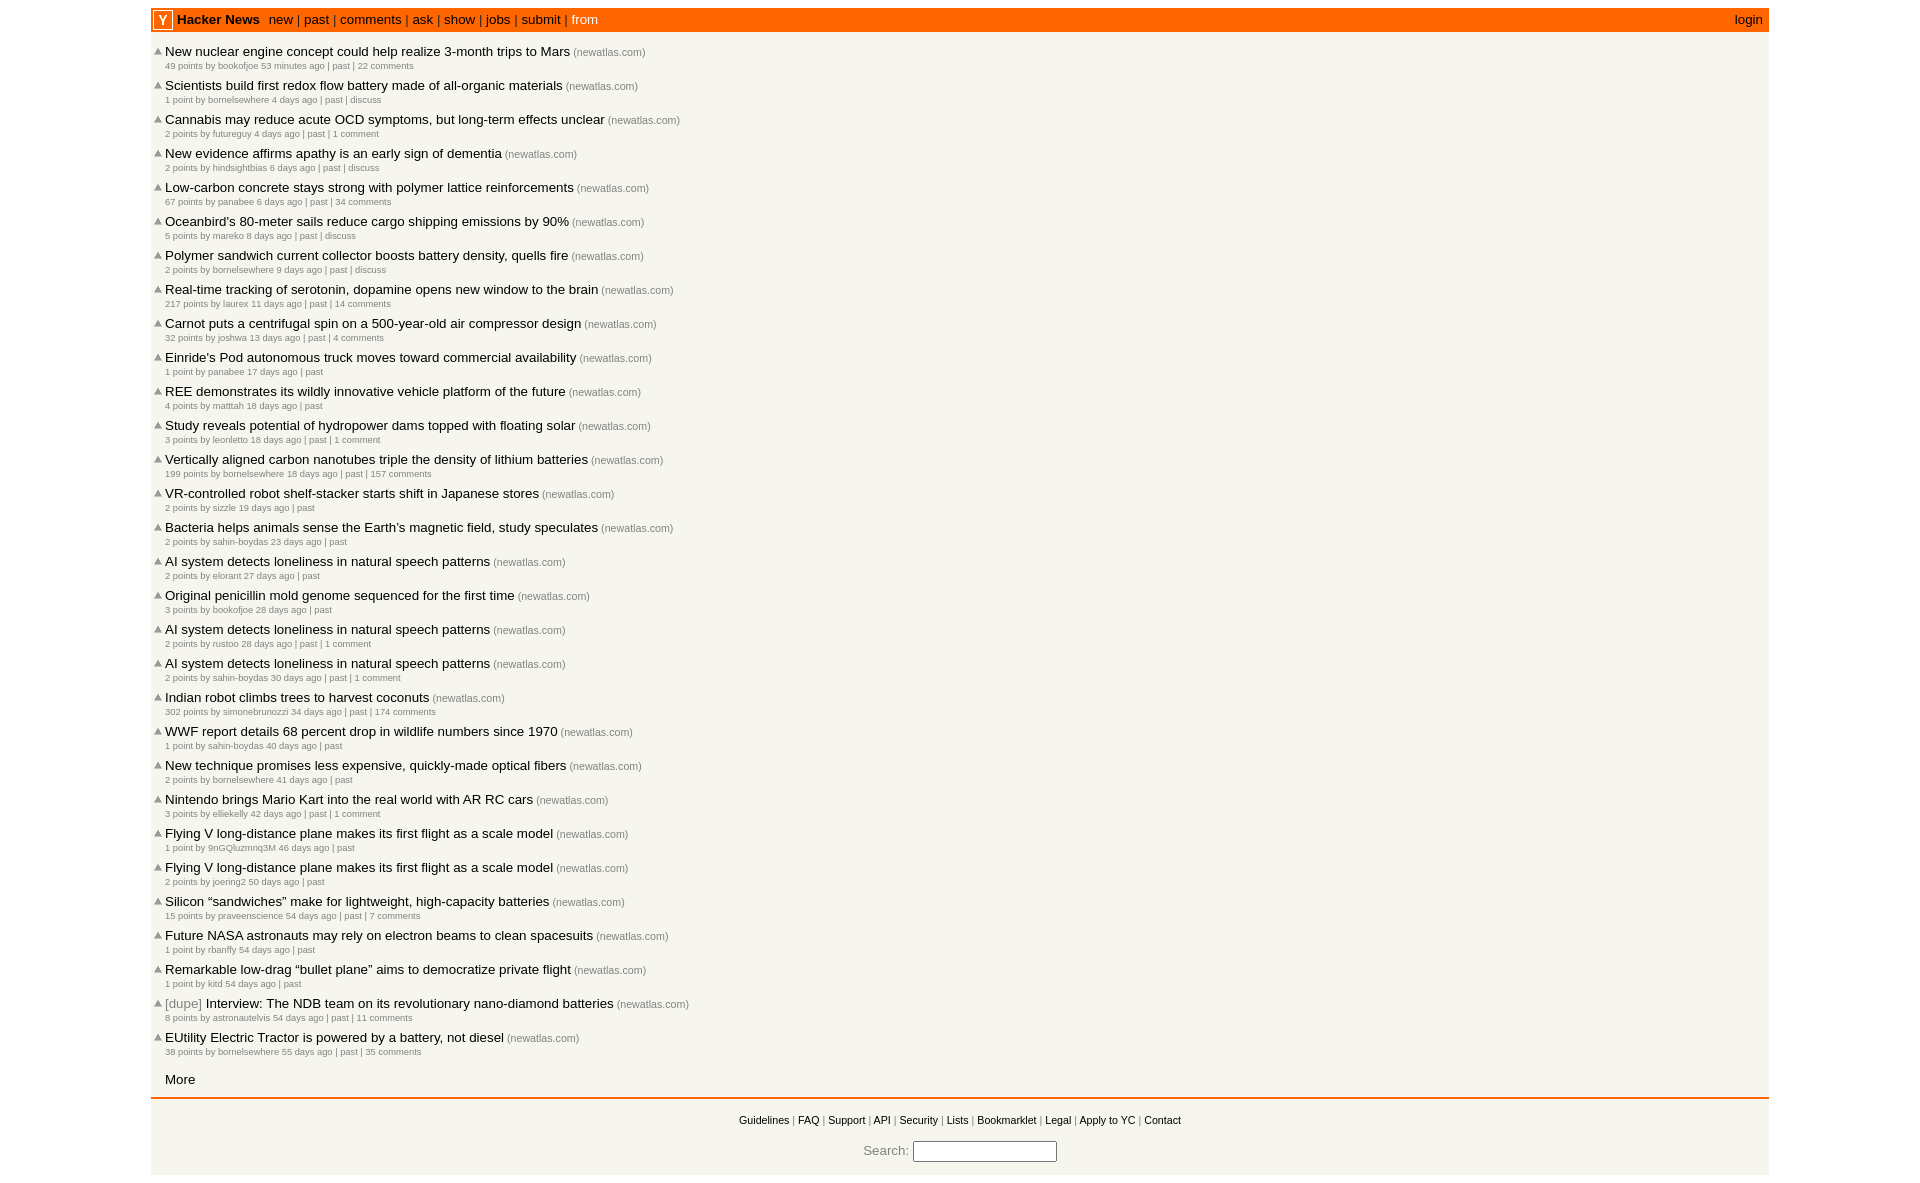 Y Hacker News new | past | comments | ask | show | jobs | submit | from login
New nuclear engine concept could help realize 3-month trips to Mars (newatlas.com)
49 points by bookofjoe 53 minutes ago | past | 22 comments
Scientists build first redox flow battery made of all-organic materials (newatlas.com)
1 point by bornelsewhere 4 days ago | past | discuss
Cannabis may reduce acute OCD symptoms, but long-term effects unclear (newatlas.com)
2 points by futureguy 4 days ago | past | 1 comment
New evidence affirms apathy is an early sign of dementia (newatlas.com)
2 points by hindsightbias 6 days ago | past | discuss
Low-carbon concrete stays strong with polymer lattice reinforcements (newatlas.com)
67 points by panabee 6 days ago | past | 34 comments
Oceanbird's 80-meter sails reduce cargo shipping emissions by 90% (newatlas.com)
5 points by mareko 8 days ago | past | discuss
Polymer sandwich current collector boosts battery density, quells fire (newatlas.com)
2 points by bornelsewhere 9 days ago | past | discuss
Real-time tracking of serotonin, dopamine opens new window to the brain (newatlas.com)
217 points by laurex 11 days ago | past | 14 comments
Carnot puts a centrifugal spin on a 500-year-old air compressor design (newatlas.com)
32 points by joshwa 13 days ago | past | 4 comments
Einride's Pod autonomous truck moves toward commercial availability (newatlas.com)
1 point by panabee 17 days ago | past
REE demonstrates its wildly innovative vehicle platform of the future (newatlas.com)
4 points by matttah 18 days ago | past
Study reveals potential of hydropower dams topped with floating solar (newatlas.com)
3 points by leonletto 18 days ago | past | 1 comment
Vertically aligned carbon nanotubes triple the density of lithium batteries (newatlas.com)
199 points by bornelsewhere 18 days ago | past | 157 comments
VR-controlled robot shelf-stacker starts shift in Japanese stores (newatlas.com)
2 points by sizzle 19 days ago | past
Bacteria helps animals sense the Earth’s magnetic field, study speculates (newatlas.com)
2 points by sahin-boydas 23 days ago | past
AI system detects loneliness in natural speech patterns (newatlas.com)
2 points by elorant 27 days ago | past
Original penicillin mold genome sequenced for the first time (newatlas.com)
3 points by bookofjoe 28 days ago | past
AI system detects loneliness in natural speech patterns (newatlas.com)
2 points by rustoo 28 days ago | past | 1 comment
AI system detects loneliness in natural speech patterns (newatlas.com)
2 points by sahin-boydas 30 days ago | past | 1 comment
Indian robot climbs trees to harvest coconuts (newatlas.com)
302 points by simonebrunozzi 34 days ago | past | 174 comments
WWF report details 68 percent drop in wildlife numbers since 1970 (newatlas.com)
1 point by sahin-boydas 40 days ago | past
New technique promises less expensive, quickly-made optical fibers (newatlas.com)
2 points by bornelsewhere 41 days ago | past
Nintendo brings Mario Kart into the real world with AR RC cars (newatlas.com)
3 points by elliekelly 42 days ago | past | 1 comment
Flying V long-distance plane makes its first flight as a scale model (newatlas.com)
1 point by 9nGQluzmnq3M 46 days ago | past
Flying V long-distance plane makes its first flight as a scale model (newatlas.com)
2 points by joering2 50 days ago | past
Silicon “sandwiches” make for lightweight, high-capacity batteries (newatlas.com)
15 points by praveenscience 54 days ago | past | 7 comments
Future NASA astronauts may rely on electron beams to clean spacesuits (newatlas.com)
1 point by rbanffy 54 days ago | past
Remarkable low-drag “bullet plane” aims to democratize private flight (newatlas.com)
1 point by kitd 54 days ago | past
[dupe] Interview: The NDB team on its revolutionary nano-diamond batteries (newatlas.com)
8 points by astronautelvis 54 days ago | past | 11 comments
EUtility Electric Tractor is powered by a battery, not diesel (newatlas.com)
38 points by bornelsewhere 55 days ago | past | 35 comments
More
Guidelines | FAQ | Support | API | Security | Lists | Bookmarklet | Legal | Apply to YC | Contact
Search: